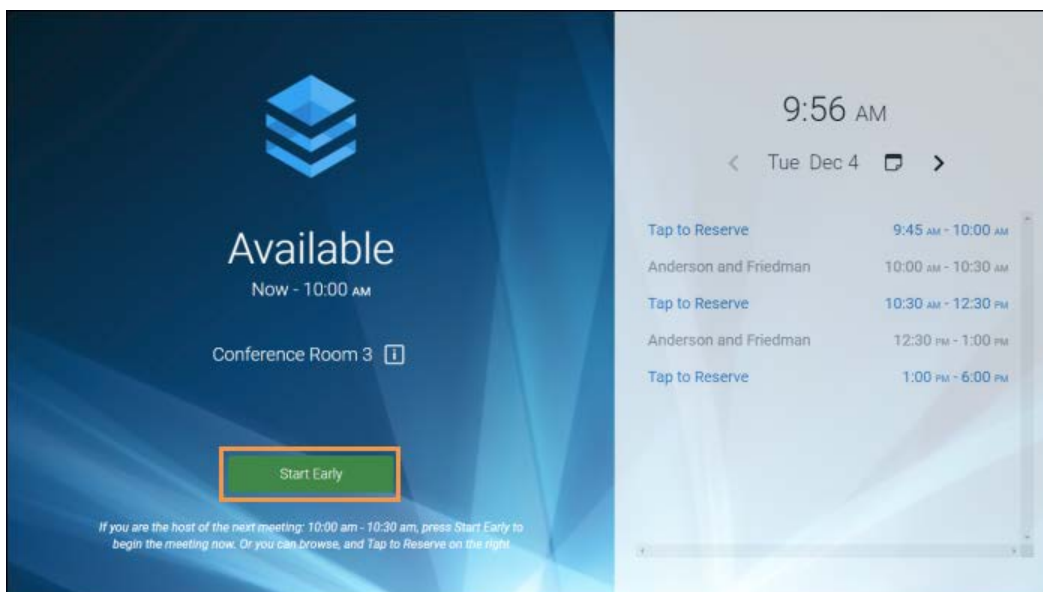 Available
Now - 10:00 AM
Conference Room 3
Start Early
If you are the host of the next meeting: 10:00 am - 10:30 am, press Start Early to
begin the meeting now. Or you can browse, and Tap to Reserve on the right
9:56 AM
< Tue Dec 4 >
Tap to Reserve 9:45 AM - 10:00 AM
Anderson and Friedman 10:00 AM - 10:30 AM
Tap to Reserve 10:30 AM - 12:30 PM
Anderson and Friedman 12:30 PM - 1:00 PM
Tap to Reserve 1:00 PM - 6:00 PM